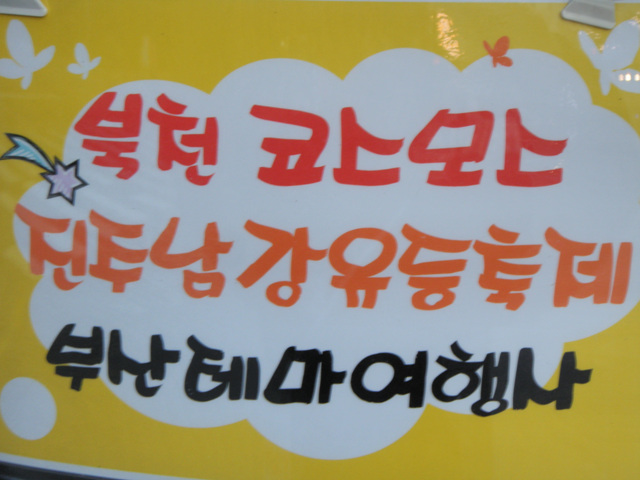 북천 코스모스
진주남강유등축제
부산테마여행사